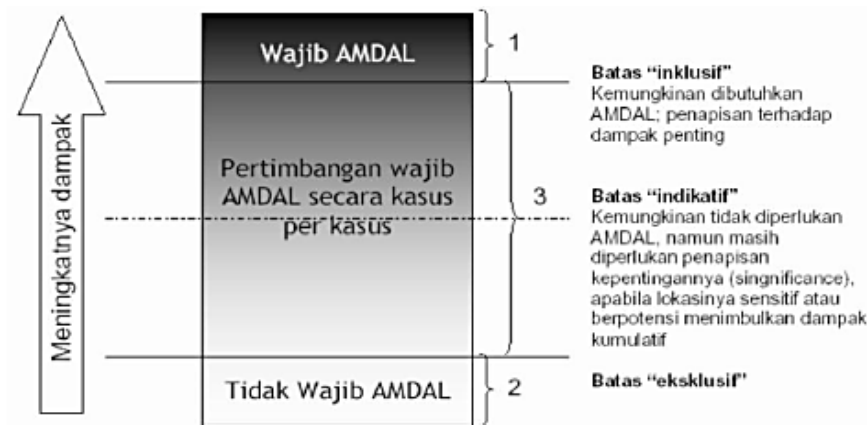 Meningkatnya dampak
Wajib AMDAL
1
Pertimbangan wajib
AMDAL secara kasus
per kasus
3
Tidak Wajib AMDAL
2
Batas “inklusif”
Kemungkinan dibutuhkan
AMDAL; penapisan terhadap
dampak penting
Batas “indikatif”
Kemungkinan tidak diperlukan
AMDAL, namun masih
diperlukan penapisan
kepentingannya (singnificance),
apabila lokasinya sensitif atau
berpotensi menimbulkan dampak
kumulatif
Batas “eksklusif”